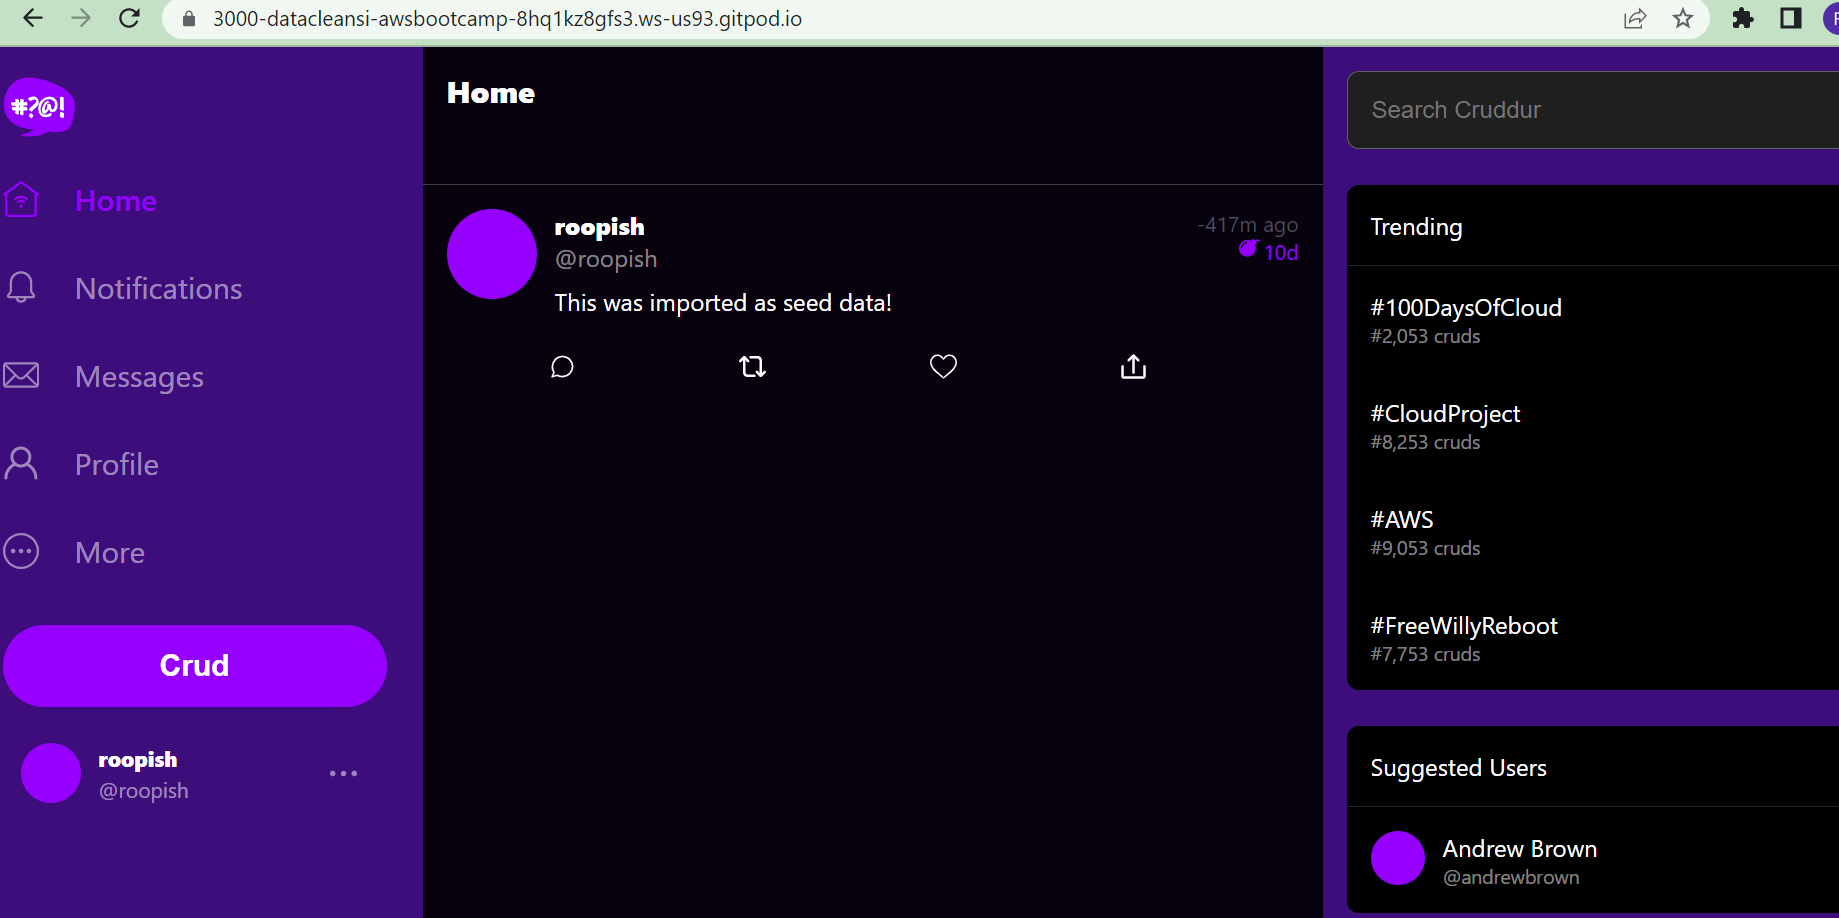 3000-datacleansi-awsbootcamp-8hq1kz8gfs3.ws-us93.gitpod.io
#?@!
Home
Notifications
Messages
Profile
More
Crud
roopish
@roopish
Home
roopish
-417m ago
@roopish
10d
This was imported as seed data!
Search Cruddur
Trending
#100DaysOfCloud
#2,053 cruds
#CloudProject
#8,253 cruds
#AWS
#9,053 cruds
#FreeWillyReboot
#7,753 cruds
Suggested Users
Andrew Brown
@andrewbrown